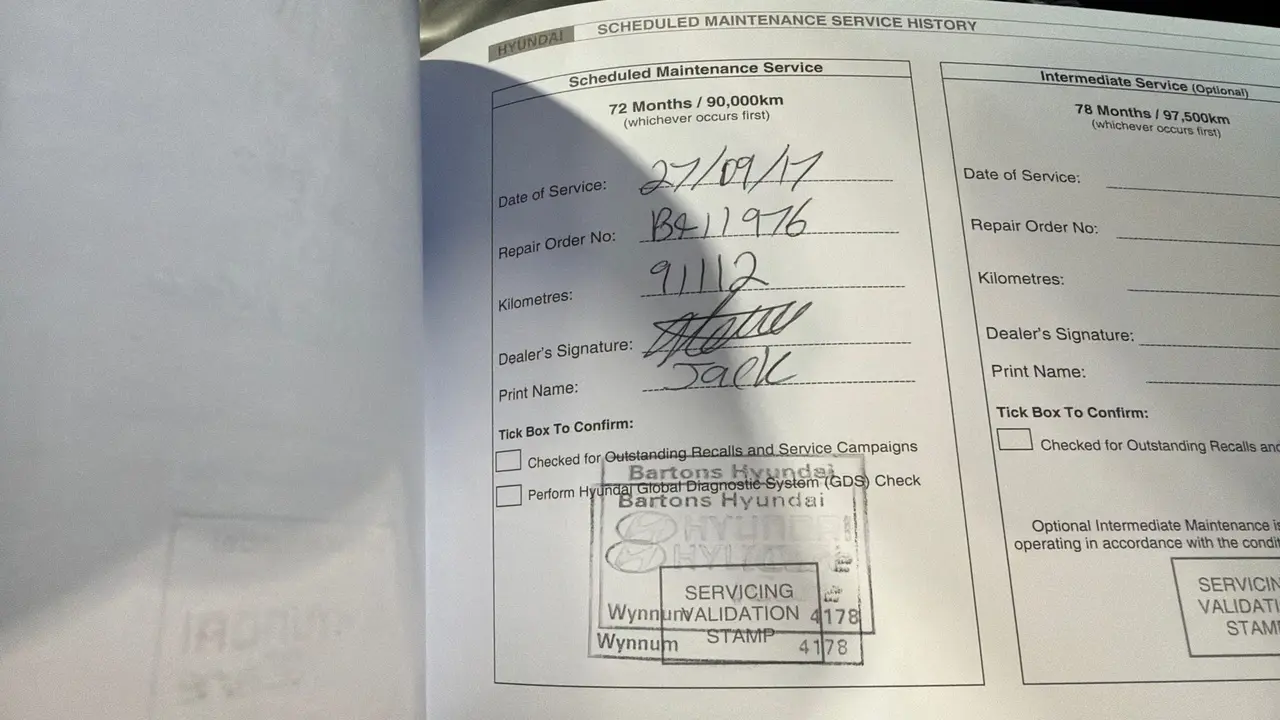 HYUNDAI
SCHEDULED MAINTENANCE SERVICE HISTORY
Scheduled Maintenance Service
72 Months / 90,000km
(whichever occurs first)
Date of Service: 27/09/17
Repair Order No: B411976
Kilometres: 91112
Dealer's Signature:
Print Name: Jack
Tick Box To Confirm:
Checked for Outstanding Recalls and Service Campaigns
Perform Hyundai Global Diagnostic System (GDS) Check
Bartons Hyundai
Bartons Hyundai
HYUNDAI
HYUNDAI
SERVICING
VALIDATION
STAMP
Wynnum 4178
Wynnum 4178
Intermediate Service (Optional)
78 Months / 97,500km
(whichever occurs first)
Date of Service:
Repair Order No:
Kilometres:
Dealer's Signature:
Print Name:
Tick Box To Confirm:
Checked for Outstanding Recalls an
Optional Intermediate Maintenance
operating in accordance with the condit
SERVICIN
VALIDATI
STAM